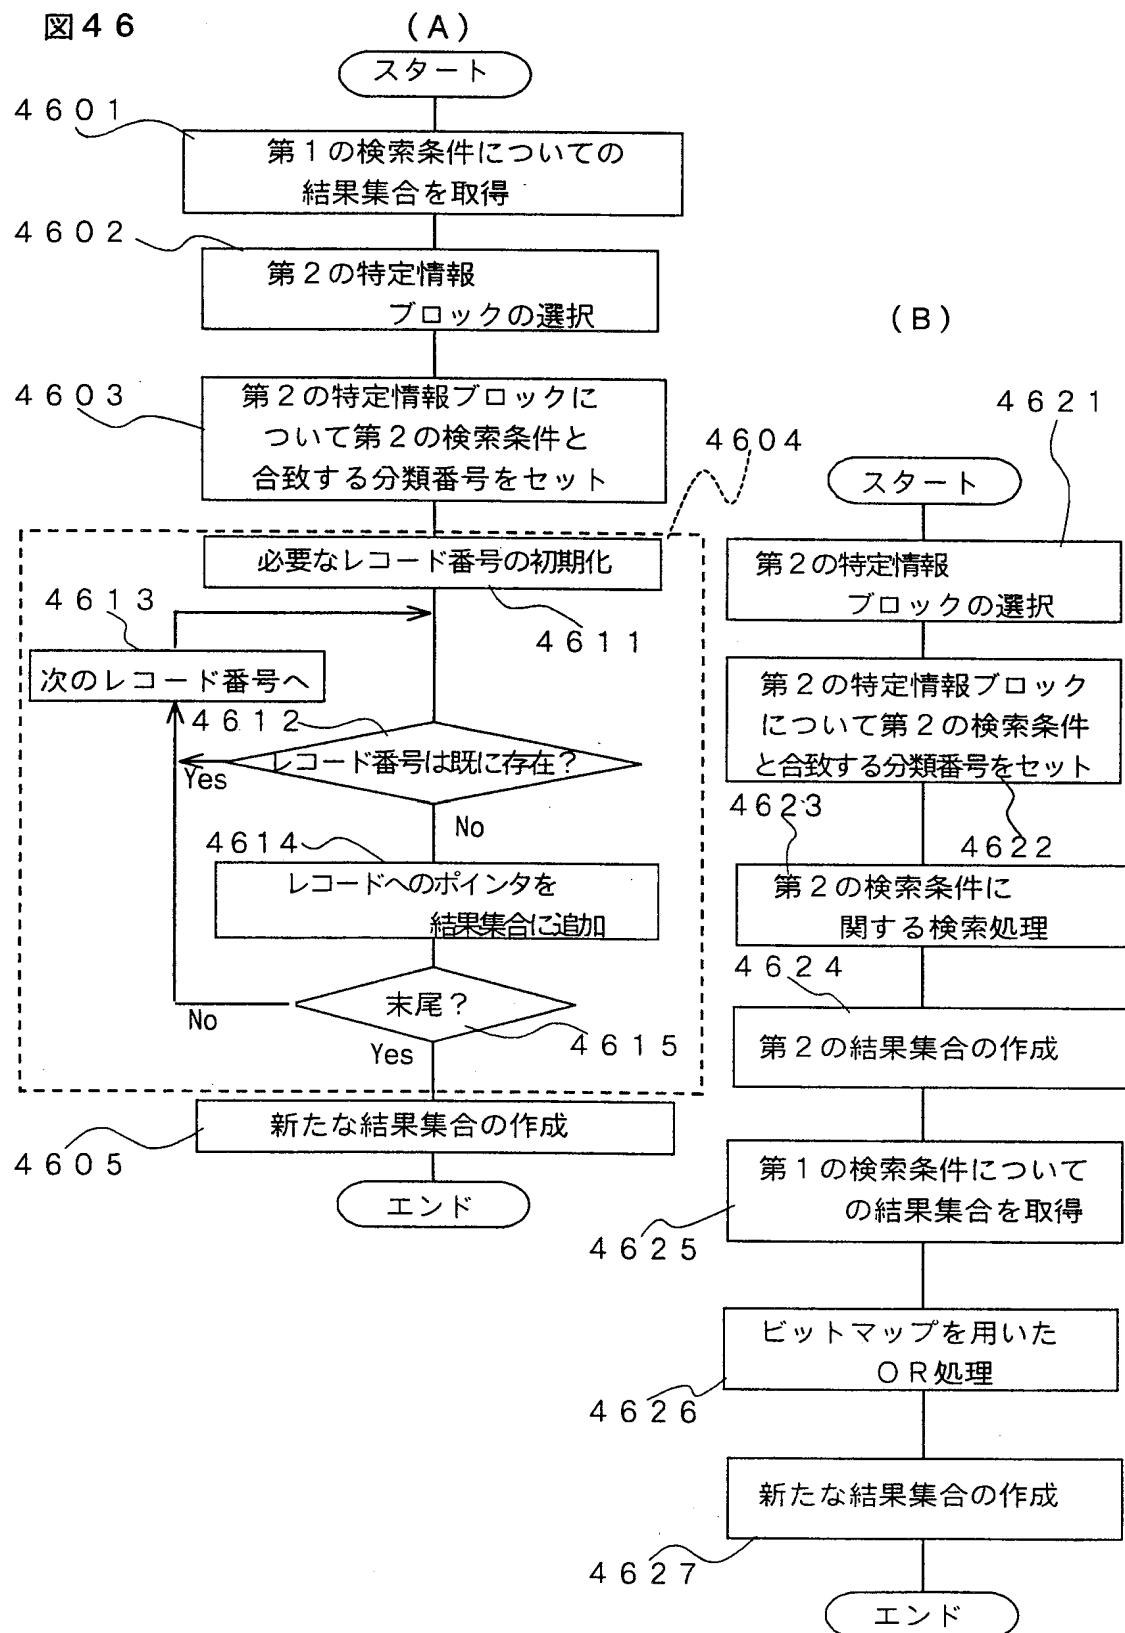 図４６
（Ａ）
スタート
４６０１
第１の検索条件についての
結果集合を取得
４６０２
第２の特定情報
ブロックの選択
４６０３
第２の特定情報ブロックに
ついて第２の検索条件と
合致する分類番号をセット
４６０４
必要なレコード番号の初期化
４６１１
４６１３
次のレコード番号へ
４６１２
レコード番号は既に存在？
Yes
No
４６１４
レコードへのポインタを
結果集合に追加
末尾？
No
Yes
４６１５
新たな結果集合の作成
４６０５
エンド
（Ｂ）
４６２１
スタート
第２の特定情報
ブロックの選択
第２の特定情報ブロック
について第２の検索条件
と合致する分類番号をセット
４６２３
４６２２
第２の検索条件に
関する検索処理
４６２４
第２の結果集合の作成
第１の検索条件について
の結果集合を取得
４６２５
ビットマップを用いた
ＯＲ処理
４６２６
新たな結果集合の作成
４６２７
エンド